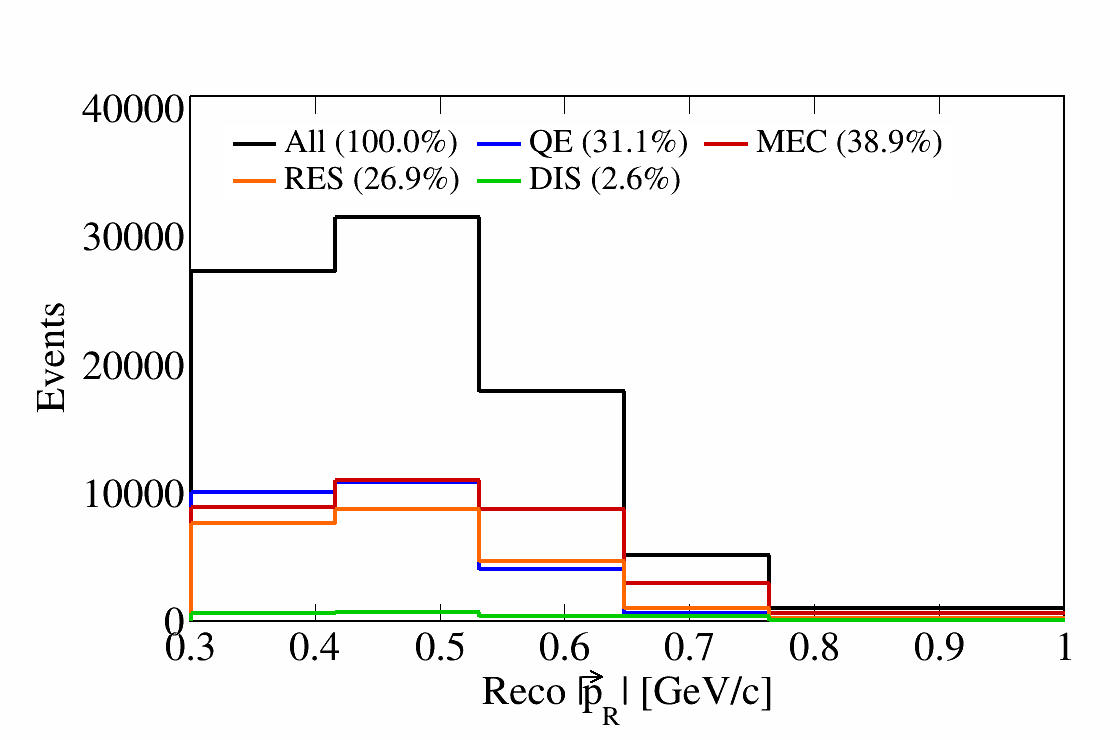 40000
30000
20000
10000
0
Events
All (100.0%) QE (31.1%) MEC (38.9%)
RES (26.9%) DIS (2.6%)
0.3 0.4 0.5 0.6 0.7 0.8 0.9 1
Reco |p⃗_R| [GeV/c]